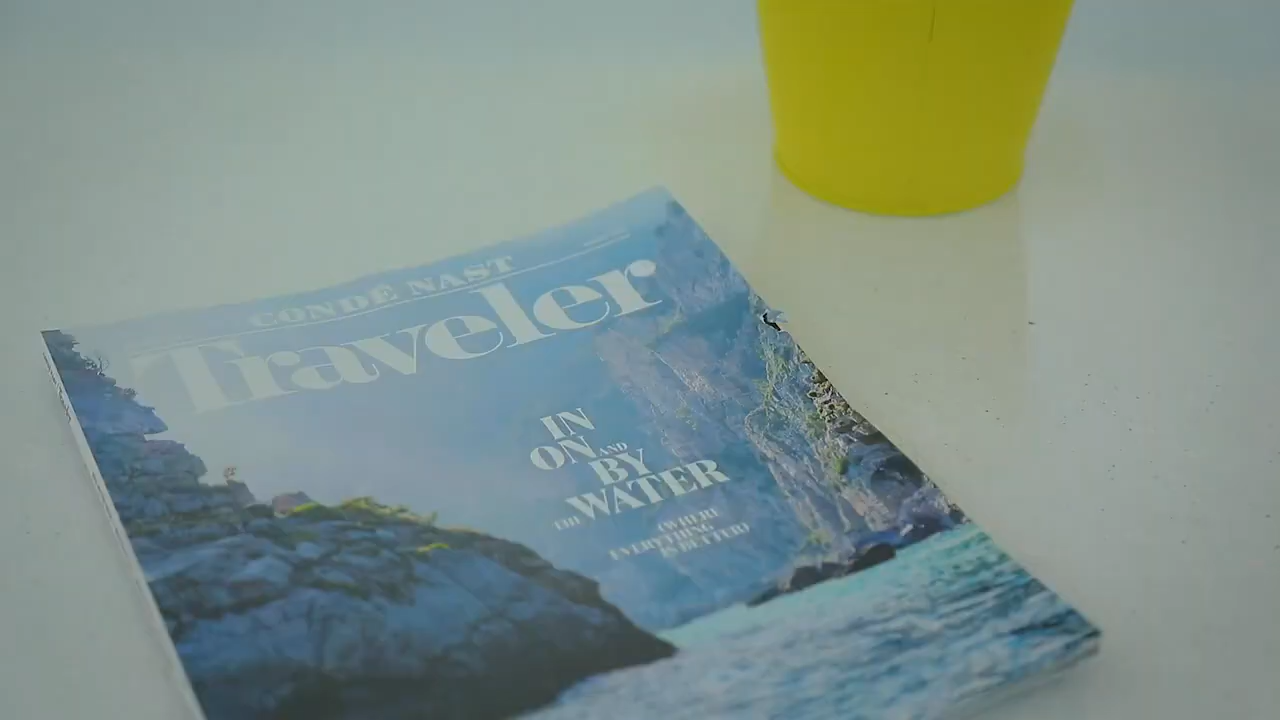 CONDÉ NAST
Traveler
IN
ON AND
BY
THE WATER
(WHERE
EVERYTHING
IS BETTER)